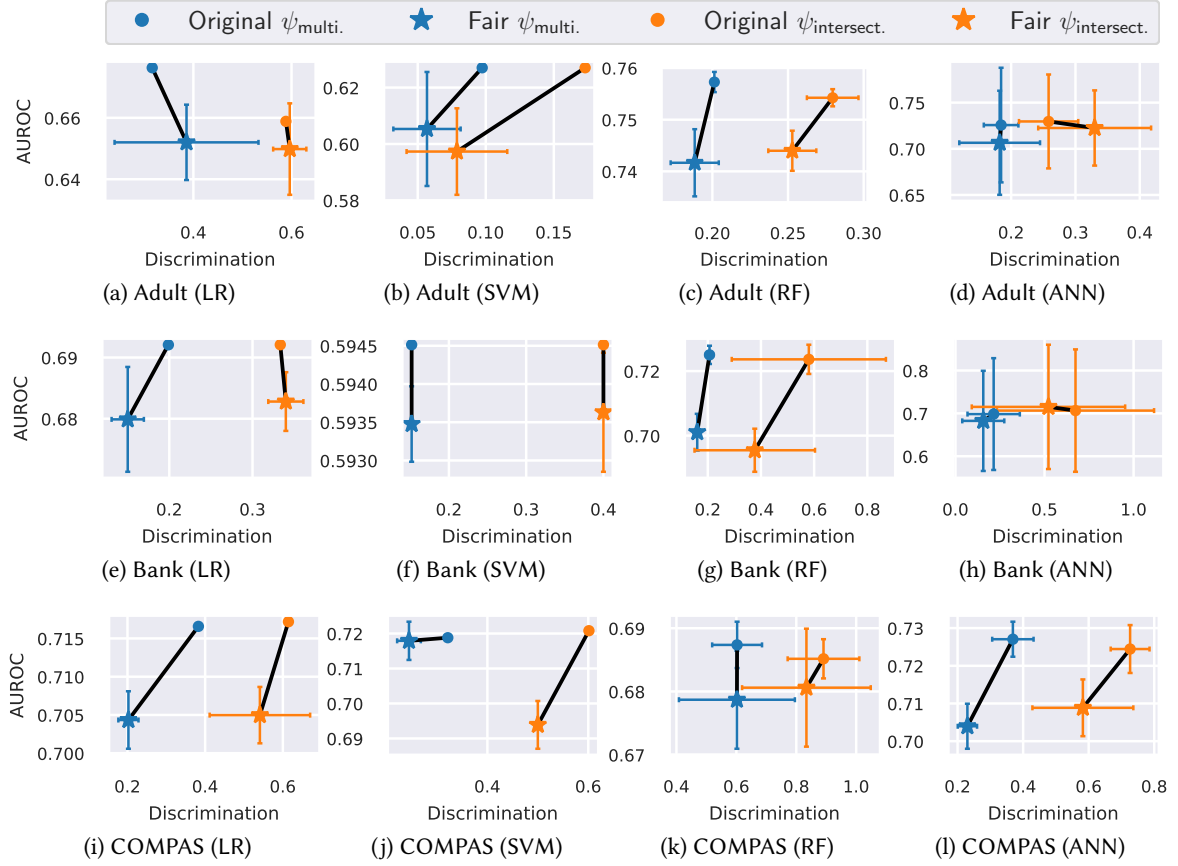 Original ψmulti. Fair ψmulti. Original ψintersect. Fair ψintersect.
AUROC
0.66
0.64
0.4 0.6
Discrimination
(a) Adult (LR)
0.62
0.60
0.58
0.05 0.10 0.15
Discrimination
(b) Adult (SVM)
0.76
0.75
0.74
0.20 0.25 0.30
Discrimination
(c) Adult (RF)
0.75
0.70
0.65
0.2 0.3 0.4
Discrimination
(d) Adult (ANN)
AUROC
0.69
0.68
0.2 0.3
Discrimination
(e) Bank (LR)
0.5945
0.5940
0.5935
0.5930
0.2 0.3 0.4
Discrimination
(f) Bank (SVM)
0.72
0.70
0.2 0.4 0.6 0.8
Discrimination
(g) Bank (RF)
0.8
0.7
0.6
0.0 0.5 1.0
Discrimination
(h) Bank (ANN)
AUROC
0.715
0.710
0.705
0.700
0.2 0.4 0.6
Discrimination
(i) COMPAS (LR)
0.72
0.71
0.70
0.69
0.4 0.6
Discrimination
(j) COMPAS (SVM)
0.69
0.68
0.67
0.4 0.6 0.8 1.0
Discrimination
(k) COMPAS (RF)
0.73
0.72
0.71
0.70
0.2 0.3 0.4 0.5 0.6 0.7 0.8
Discrimination
(l) COMPAS (ANN)